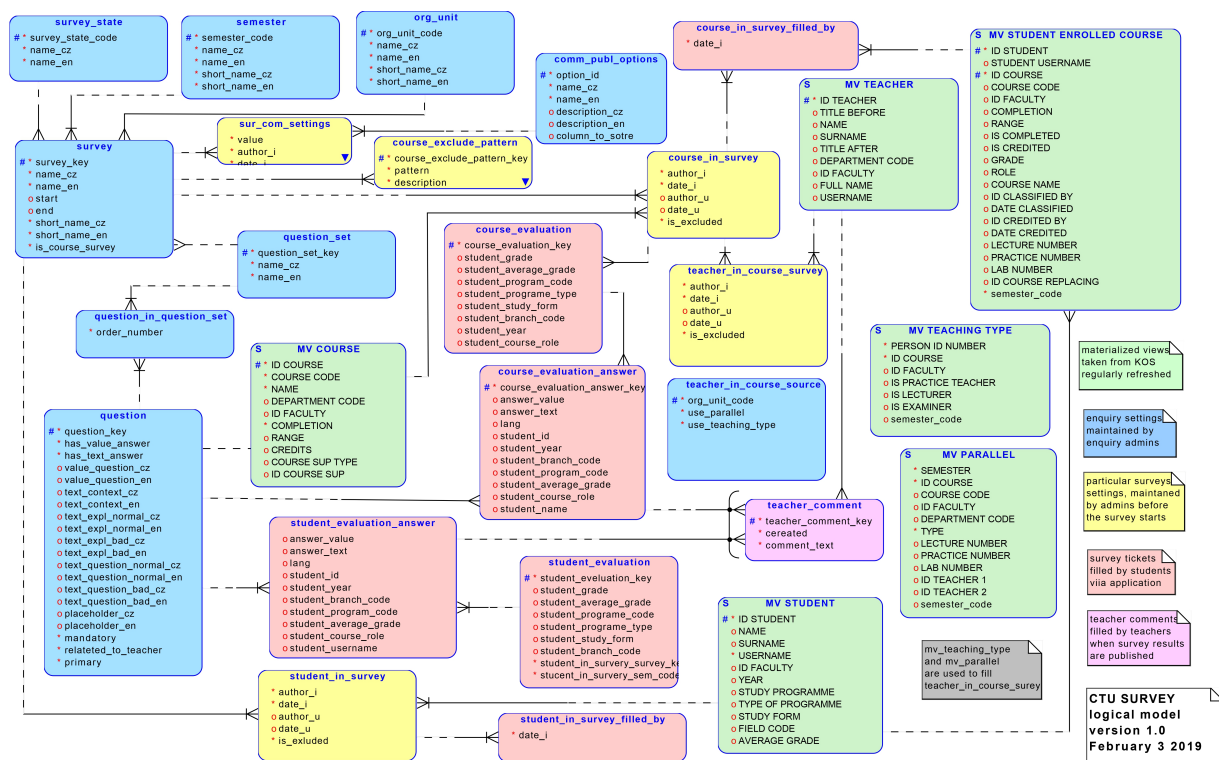 survey_state
# * survey_state_code
* name_cz
* name_en
semester
# * semester_code
* name_cz
* name_en
* short_name_cz
* short_name_en
org_unit
# * org_unit_code
* name_cz
* name_en
* short_name_cz
* short_name_en
comm_publ_options
# * option_id
* name_cz
* name_en
o description_cz
o description_en
o column_to_sotre
course_in_survey_filled_by
* date_i
S MV STUDENT ENROLLED COURSE
# * ID STUDENT
o STUDENT USERNAME
# * ID COURSE
o COURSE CODE
o ID FACULTY
o COMPLETION
o RANGE
o IS COMPLETED
o IS CREDITED
o GRADE
o ROLE
o COURSE NAME
o ID CLASSIFIED BY
o DATE CLASSIFIED
o ID CREDITED BY
o DATE CREDITED
o LECTURE NUMBER
o PRACTICE NUMBER
o LAB NUMBER
o ID COURSE REPLACING
* semester_code
S MV TEACHER
# * ID TEACHER
o TITLE BEFORE
o NAME
o SURNAME
o TITLE AFTER
o DEPARTMENT CODE
o ID FACULTY
o FULL NAME
o USERNAME
sur_com_settings
* value
* author_i
* date_i
course_exclude_pattern
# * course_exclude_pattern_key
* pattern
* description
survey
# * survey_key
* name_cz
* name_en
o start
o end
* short_name_cz
* short_name_en
* is_course_survey
course_in_survey
* author_i
* date_i
o author_u
o date_u
* is_excluded
question_set
# * question_set_key
* name_cz
* name_en
course_evaluation
# * course_evaluation_key
o student_grade
o student_average_grade
o student_program_code
o student_programe_type
o student_study_form
o student_branch_code
o student_year
o student_course_role
teacher_in_course_survey
* author_i
* date_i
o author_u
o date_u
* is_excluded
question_in_question_set
* order_number
S MV COURSE
# * ID COURSE
* COURSE CODE
* NAME
o DEPARTMENT CODE
o ID FACULTY
* COMPLETION
o RANGE
o CREDITS
o COURSE SUP TYPE
o ID COURSE SUP
S MV TEACHING TYPE
* PERSON ID NUMBER
* ID COURSE
o ID FACULTY
o IS PRACTICE TEACHER
o IS LECTURER
o IS EXAMINER
o semester_code
materialized views
taken from KOS
regularly refreshed
course_evaluation_answer
# * course_evaluation_answer_key
o answer_value
o answer_text
o lang
o student_id
o student_year
o student_branch_code
o student_program_code
o student_average_grade
o student_course_role
o student_name
teacher_in_course_source
# * org_unit_code
* use_parallel
* use_teaching_type
enquiry settings
maintained by
enquiry admins
question
# * question_key
* has_value_answer
* has_text_answer
o value_question_cz
o value_question_en
o text_context_cz
o text_context_en
o text_expl_normal_cz
o text_expl_normal_en
o text_expl_bad_cz
o text_expl_bad_en
o text_question_normal_cz
o text_question_normal_en
o text_question_bad_cz
o text_question_bad_en
o placeholder_cz
o placeholder_en
* mandatory
* relateted_to_teacher
* primary
S MV PARALLEL
* SEMESTER
* ID COURSE
o COURSE CODE
o ID FACULTY
o DEPARTMENT CODE
* TYPE
o LECTURE NUMBER
o PRACTICE NUMBER
o LAB NUMBER
o ID TEACHER 1
o ID TEACHER 2
o semester_code
particular surveys
settings, maintaned
by admins before
the survey starts
teacher_comment
# * teacher_comment_key
* cereated
* comment_text
student_evaluation_answer
o answer_value
o answer_text
o lang
o student_id
o student_year
o student_branch_code
o student_program_code
o student_average_grade
o student_course_role
o student_username
student_evaluation
# * student_eveluation_key
o student_grade
o student_average_grade
o student_programe_code
o student_programe_type
o student_study_form
o student_branch_code
* student_in_survery_survey_ke
* stucent_in_survery_sem_code
survey tickets
filled by students
viia application
S MV STUDENT
# * ID STUDENT
o NAME
o SURNAME
* USERNAME
o ID FACULTY
o YEAR
o STUDY PROGRAMME
o TYPE OF PROGRAMME
o STUDY FORM
o FIELD CODE
o AVERAGE GRADE
teacher comments
filled by teachers
when survey results
are published
mv_teaching_type
and mv_parallel
are used to fill
teacher_in_course_surey
student_in_survey
* author_i
* date_i
o author_u
o date_u
* is_exluded
student_in_survey_filled_by
* date_i
CTU SURVEY
logical model
version 1.0
February 3 2019